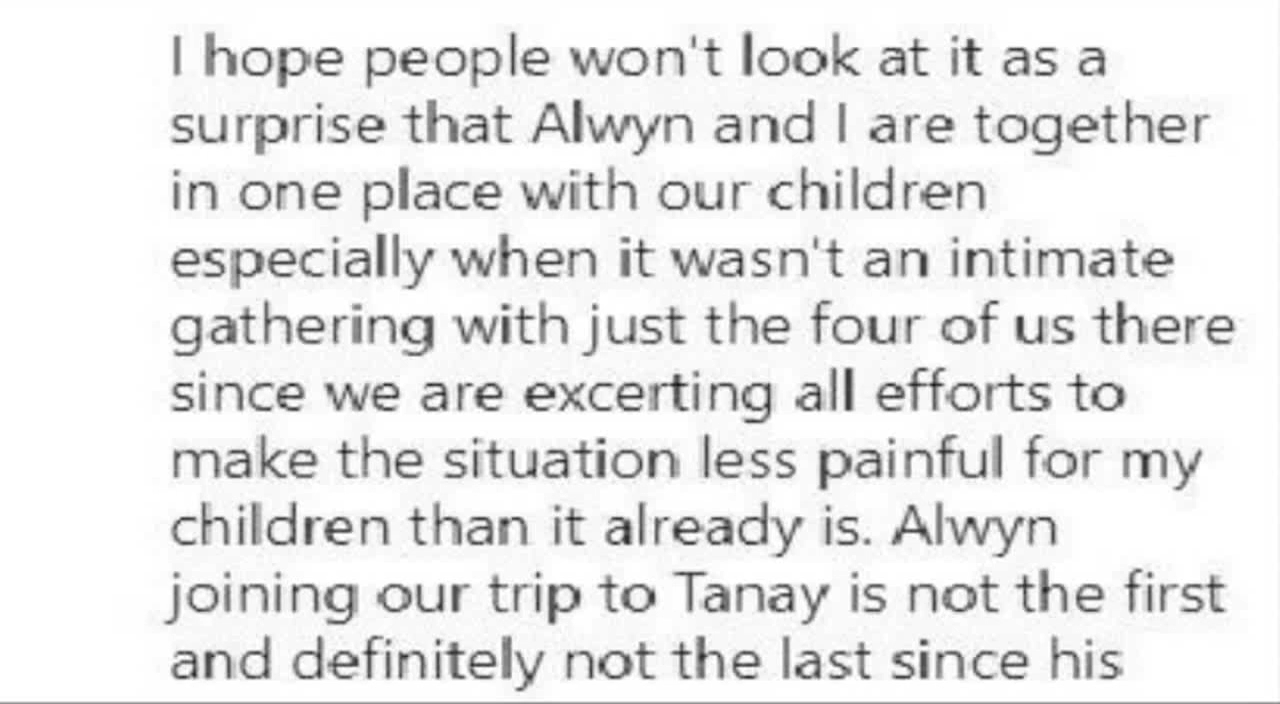 I hope people won't look at it as a
surprise that Alwyn and I are together
in one place with our children
especially when it wasn't an intimate
gathering with just the four of us there
since we are excerting all efforts to
make the situation less painful for my
children than it already is. Alwyn
joining our trip to Tanay is not the first
and definitely not the last since his